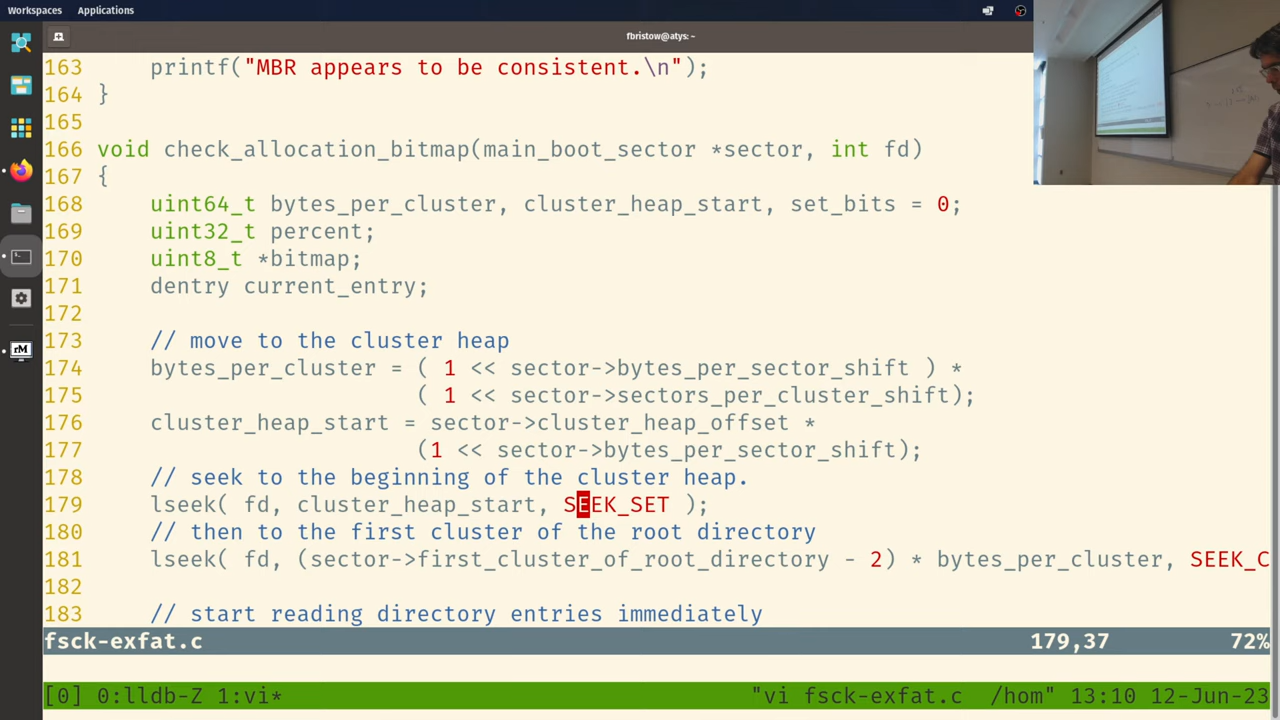 Workspaces Applications
fbristow@atys: ~
163 printf("MBR appears to be consistent.\n");
164 }
165
166 void check_allocation_bitmap(main_boot_sector *sector, int fd)
167 {
168 uint64_t bytes_per_cluster, cluster_heap_start, set_bits = 0;
169 uint32_t percent;
170 uint8_t *bitmap;
171 dentry current_entry;
172
173 // move to the cluster heap
174 bytes_per_cluster = ( 1 << sector->bytes_per_sector_shift ) *
175 ( 1 << sector->sectors_per_cluster_shift);
176 cluster_heap_start = sector->cluster_heap_offset *
177 (1 << sector->bytes_per_sector_shift);
178 // seek to the beginning of the cluster heap.
179 lseek( fd, cluster_heap_start, SEEK_SET );
180 // then to the first cluster of the root directory
181 lseek( fd, (sector->first_cluster_of_root_directory - 2) * bytes_per_cluster, SEEK_C
182
183 // start reading directory entries immediately
fsck-exfat.c 179,37 72%
[0] 0:lldb-Z 1:vi* "vi fsck-exfat.c /hom" 13:10 12-Jun-23
rM